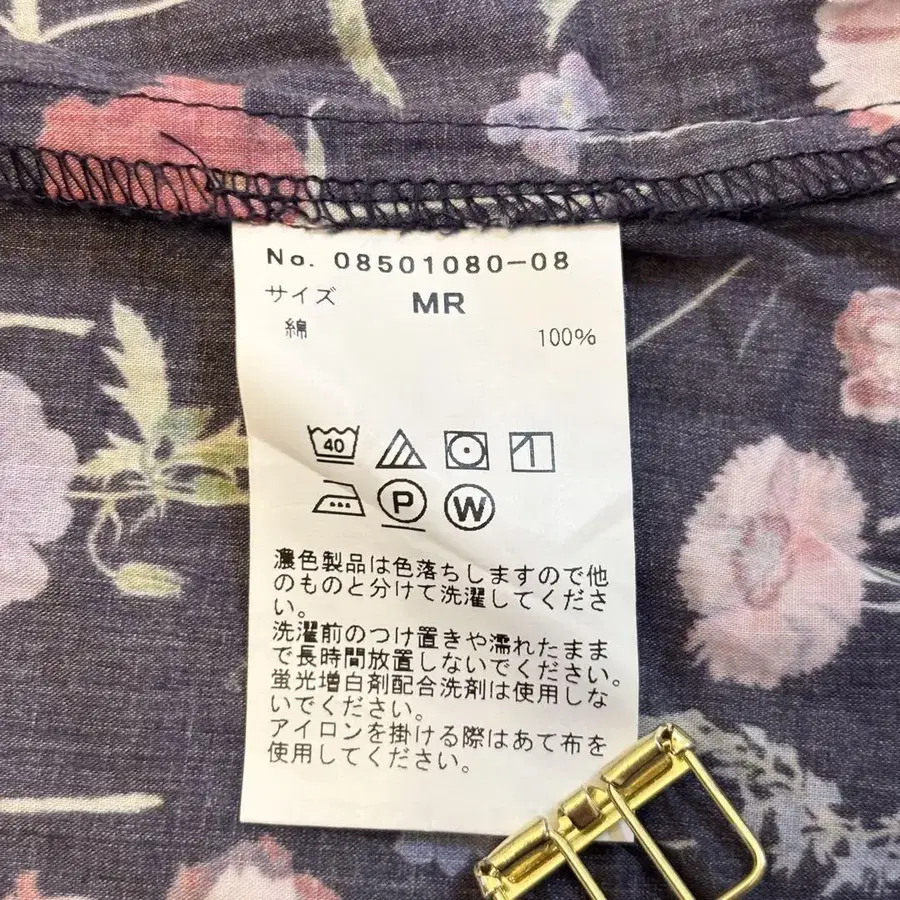 No. 08501080-08
サイズ MR
綿 100%
40
P W
濃色製品は色落ちしますので他
のものと分けて洗濯してくださ
い。
洗濯前のつけ置きや濡れたまま
で長時間放置しないでください。
蛍光増白剤配合洗剤は使用しな
いでください。
アイロンを掛ける際はあて布を
使用してください。